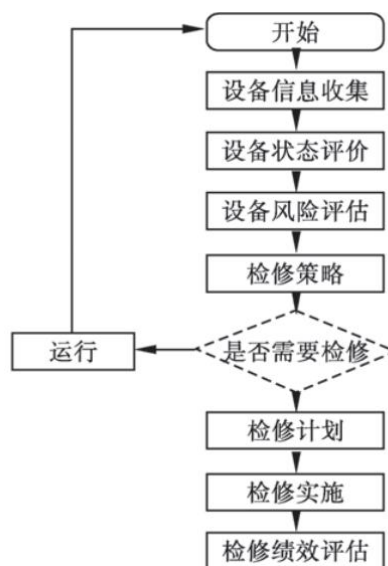 开始
设备信息收集
设备状态评价
设备风险评估
检修策略
是否需要检修
运行
检修计划
检修实施
检修绩效评估